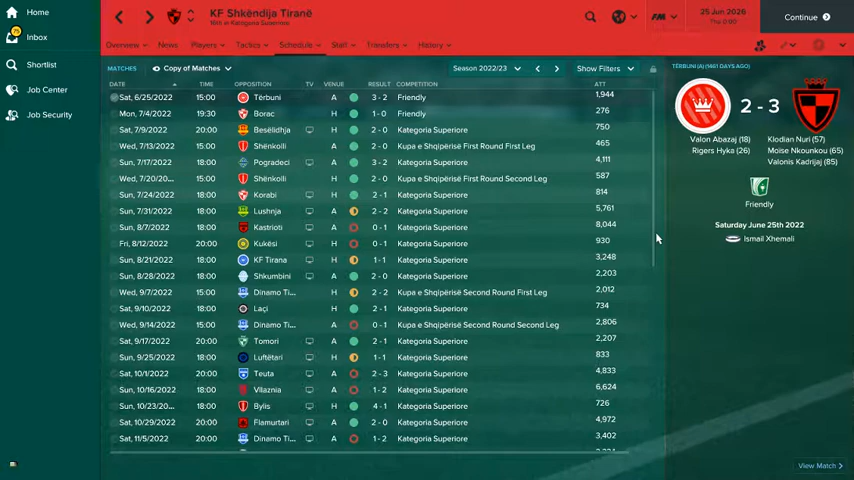 Home
75
Inbox
Shortlist
Job Center
Job Security
KF Shkëndija Tiranë
16th in Kategoria Superiore
FM
25 Jun 2026
Thu 0:00
Continue
Overview
News
Players
Tactics
Schedule
Staff
Transfers
History
MATCHES
Copy of Matches
Season 2022/23
Show Filters
DATE TIME OPPOSITION TV VENUE RESULT COMPETITION ATT
Sat, 6/25/2022 15:00 Tërbuni A 3 - 2 Friendly 1,944
Mon, 7/4/2022 19:30 Borac H 1 - 0 Friendly 276
Sat, 7/9/2022 20:00 Besëlidhja H 2 - 0 Kategoria Superiore 750
Wed, 7/13/2022 15:00 Shënkolli A 2 - 0 Kupa e Shqipërisë First Round First Leg 465
Sun, 7/17/2022 18:00 Pogradeci A 3 - 2 Kategoria Superiore 4,111
Wed, 7/20/20... 15:00 Shënkolli H 2 - 0 Kupa e Shqipërisë First Round Second Leg 587
Sun, 7/24/2022 18:00 Korabi H 2 - 1 Kategoria Superiore 814
Sun, 7/31/2022 18:00 Lushnja A 2 - 2 Kategoria Superiore 5,761
Sun, 8/7/2022 18:00 Kastrioti A 0 - 1 Kategoria Superiore 8,044
Fri, 8/12/2022 20:00 Kukësi H 0 - 1 Kategoria Superiore 930
Sun, 8/21/2022 18:00 KF Tirana H 1 - 1 Kategoria Superiore 3,248
Sun, 8/28/2022 18:00 Shkumbini A 2 - 0 Kategoria Superiore 2,203
Wed, 9/7/2022 15:00 Dinamo Ti... H 2 - 2 Kupa e Shqipërisë Second Round First Leg 2,012
Sat, 9/10/2022 18:00 Laçi H 2 - 1 Kategoria Superiore 734
Wed, 9/14/2022 15:00 Dinamo Ti... A 0 - 1 Kupa e Shqipërisë Second Round Second Leg 2,806
Sat, 9/17/2022 20:00 Tomori A 2 - 1 Kategoria Superiore 2,207
Sun, 9/25/2022 18:00 Luftëtari H 1 - 1 Kategoria Superiore 833
Sat, 10/1/2022 20:00 Teuta A 2 - 3 Kategoria Superiore 4,833
Sun, 10/16/2022 18:00 Vllaznia A 1 - 2 Kategoria Superiore 6,624
Sun, 10/23/20... 18:00 Bylis H 4 - 1 Kategoria Superiore 726
Sat, 10/29/2022 20:00 Flamurtari A 2 - 0 Kategoria Superiore 4,972
Sat, 11/5/2022 20:00 Dinamo Ti... A 1 - 2 Kategoria Superiore 3,402
TËRBUNI (A) (1461 DAYS AGO)
2 - 3
Valon Abazaj (18)
Rigers Hyka (26)
Klodian Nuri (57)
Moise Nkounkou (65)
Valonis Kadrijaj (85)
Friendly
Saturday June 25th 2022
Ismail Xhemali
View Match